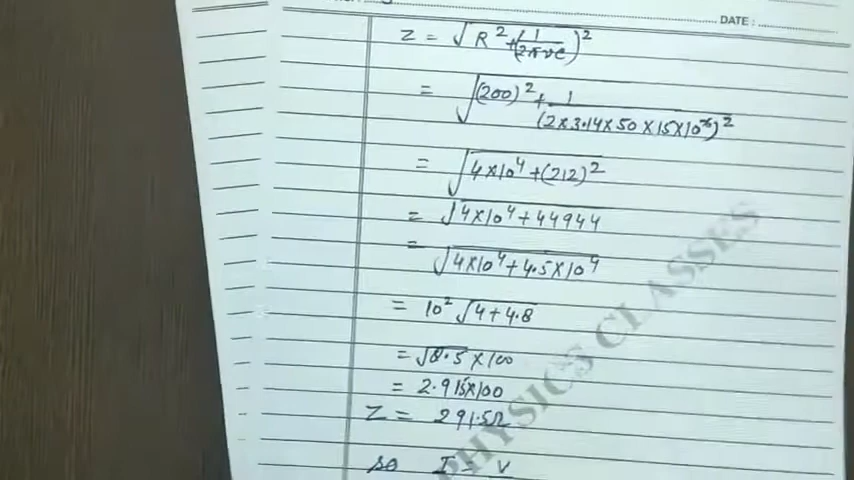 DATE :
Z = √R² + (1/2πνC)²
= √(200)² + 1/(2×3.14×50×15×10⁻⁶)²
= √4×10⁴ + (212)²
= √4×10⁴ + 44944
= √4×10⁴ + 4.5×10⁴
= 10² √4 + 4.8
= √8.5 × 100
= 2.915×100
Z = 291.5Ω
so I = V
PHYSICS CLASSES